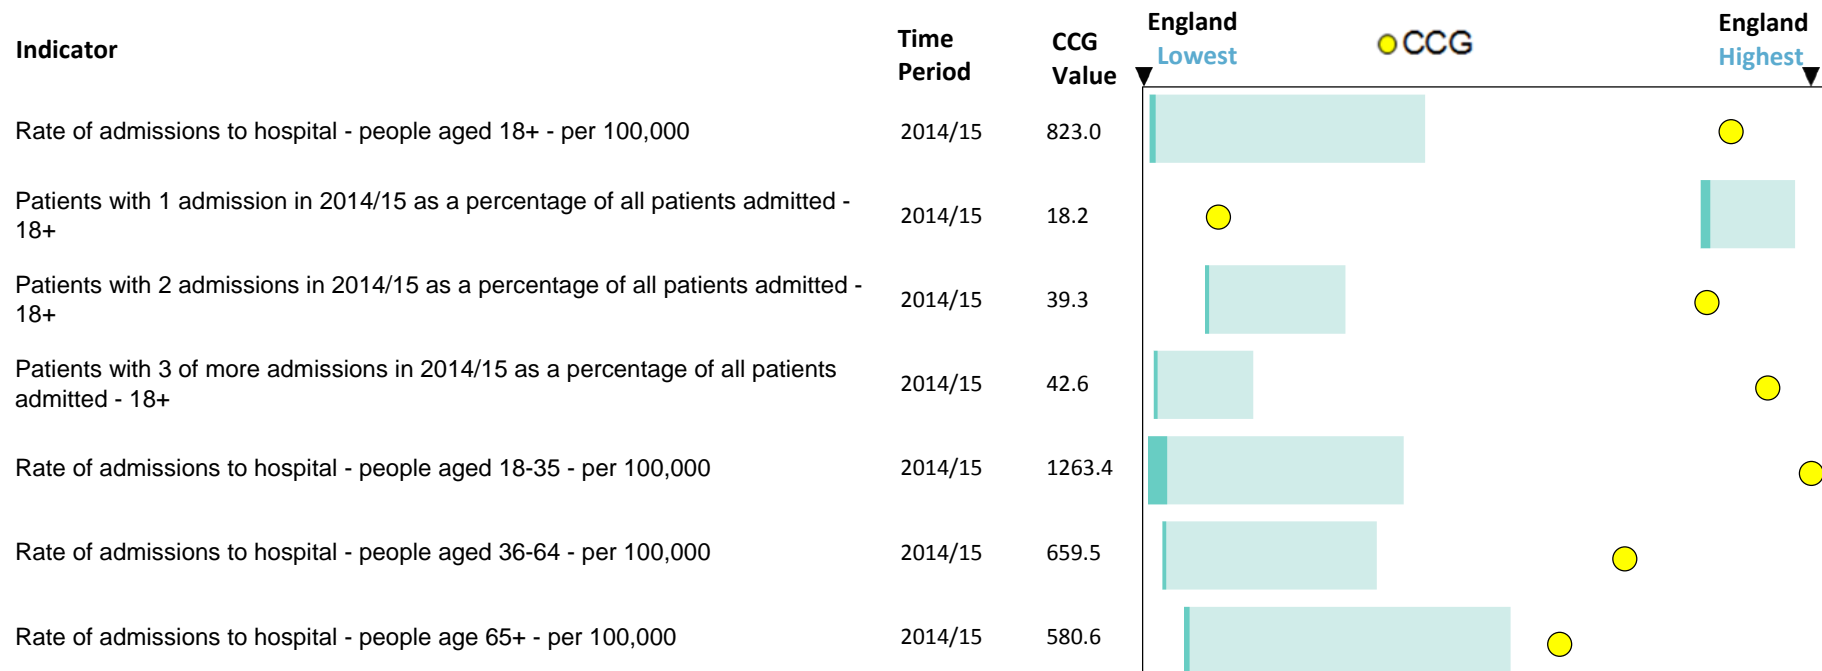 Indicator
Time
Period
CCG
Value
England
Lowest
CCG
England
Highest
Rate of admissions to hospital - people aged 18+ - per 100,000 2014/15 823.0
Patients with 1 admission in 2014/15 as a percentage of all patients admitted -
18+
2014/15 18.2
Patients with 2 admissions in 2014/15 as a percentage of all patients admitted -
18+
2014/15 39.3
Patients with 3 of more admissions in 2014/15 as a percentage of all patients
admitted - 18+
2014/15 42.6
Rate of admissions to hospital - people aged 18-35 - per 100,000 2014/15 1263.4
Rate of admissions to hospital - people aged 36-64 - per 100,000 2014/15 659.5
Rate of admissions to hospital - people age 65+ - per 100,000 2014/15 580.6